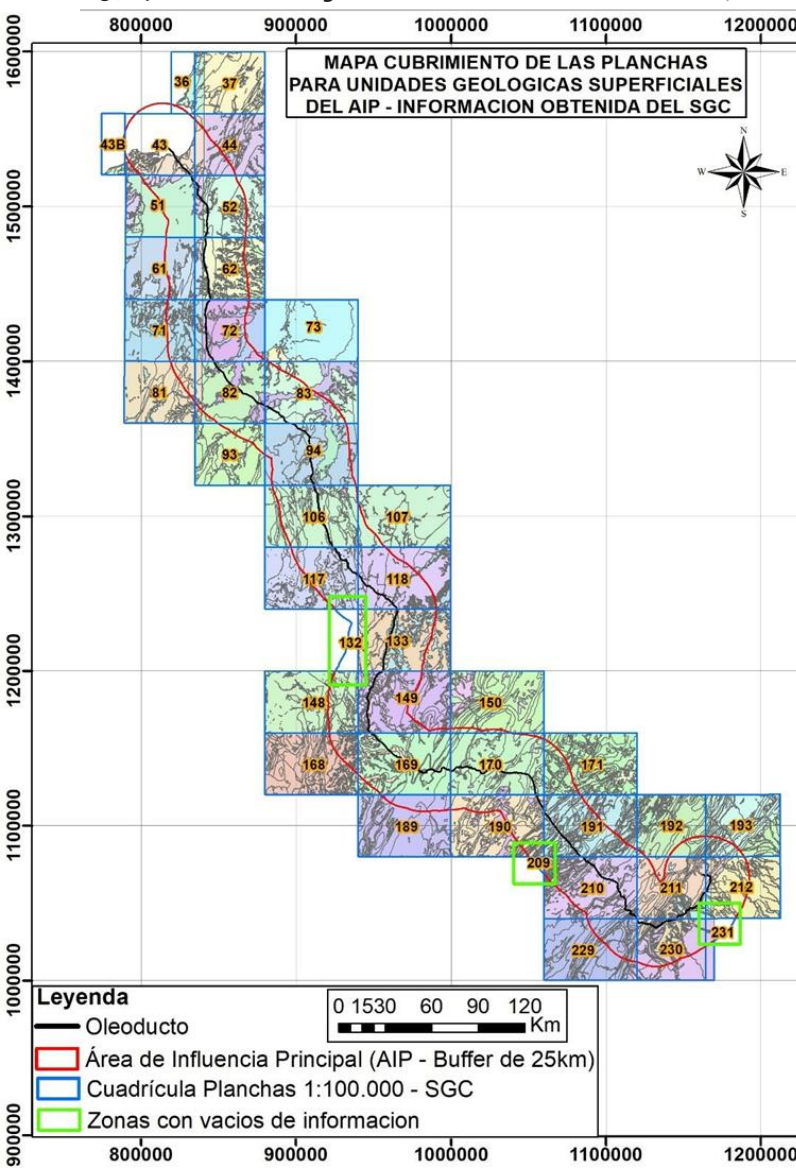 800000 900000 1000000 1100000 1200000
MAPA CUBRIMIENTO DE LAS PLANCHAS
PARA UNIDADES GEOLOGICAS SUPERFICIALES
DEL AIP - INFORMACION OBTENIDA DEL SGC
N
W E
S
1600000
1500000
1400000
1300000
1200000
1100000
1000000
900000
36 37
43B 43 44
51 52
61 62
71 72 73
81 82 83
93 94
106 107
117 118
132 133
148 149 150
168 169 170 171
189 190 191 192 193
209 210 211 212
229 230 231
Leyenda
Oleoducto
Área de Influencia Principal (AIP - Buffer de 25km)
Cuadrícula Planchas 1:100.000 - SGC
Zonas con vacios de informacion
0 1530 60 90 120
Km
800000 900000 1000000 1100000 1200000